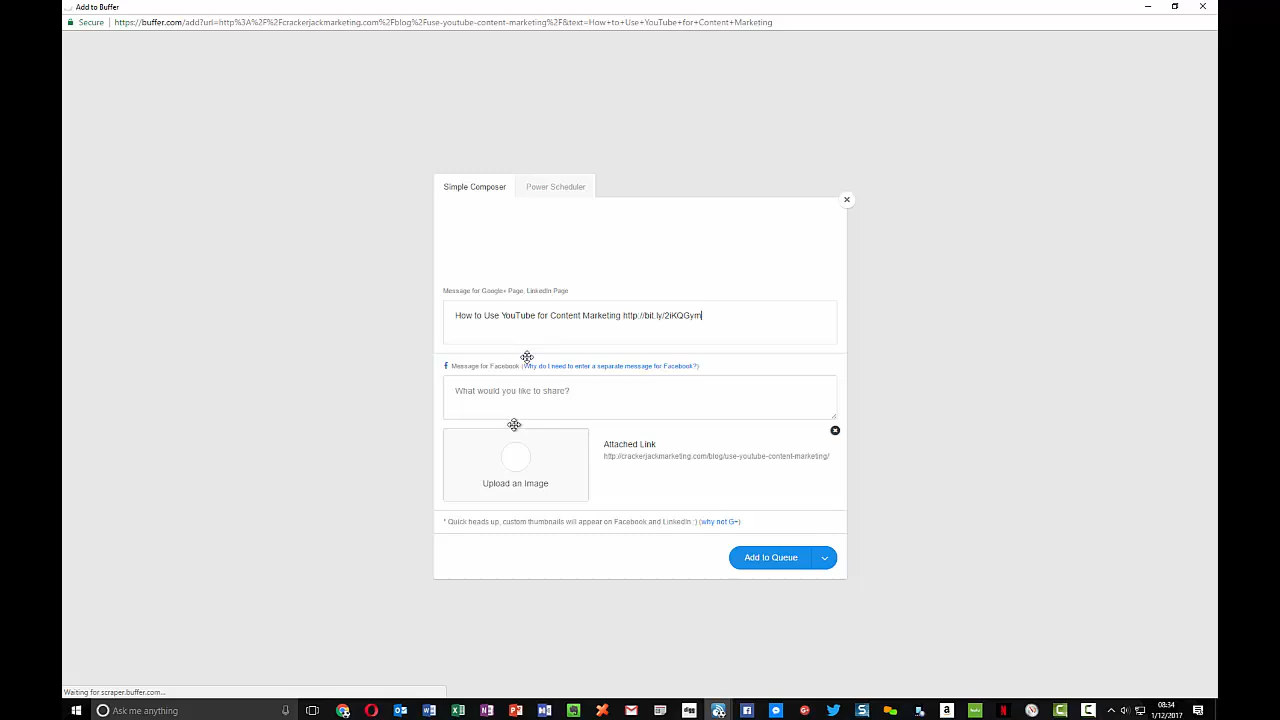 Add to Buffer
Secure | https://buffer.com/add?url=http%3A%2F%2Fcrackerjackmarketing.com%2Fblog%2Fuse-youtube-content-marketing%2F&text=How+to+Use+YouTube+for+Content+Marketing
Simple Composer Power Scheduler
Message for Google+ Page, LinkedIn Page
How to Use YouTube for Content Marketing http://bit.ly/2iKQGym
Message for Facebook (Why do I need to enter a separate message for Facebook?)
What would you like to share?
Attached Link
http://crackerjackmarketing.com/blog/use-youtube-content-marketing/
Upload an Image
* Quick heads up, custom thumbnails will appear on Facebook and LinkedIn :) (why not G+)
Add to Queue
Waiting for scraper.buffer.com...
Ask me anything
08:34
1/12/2017